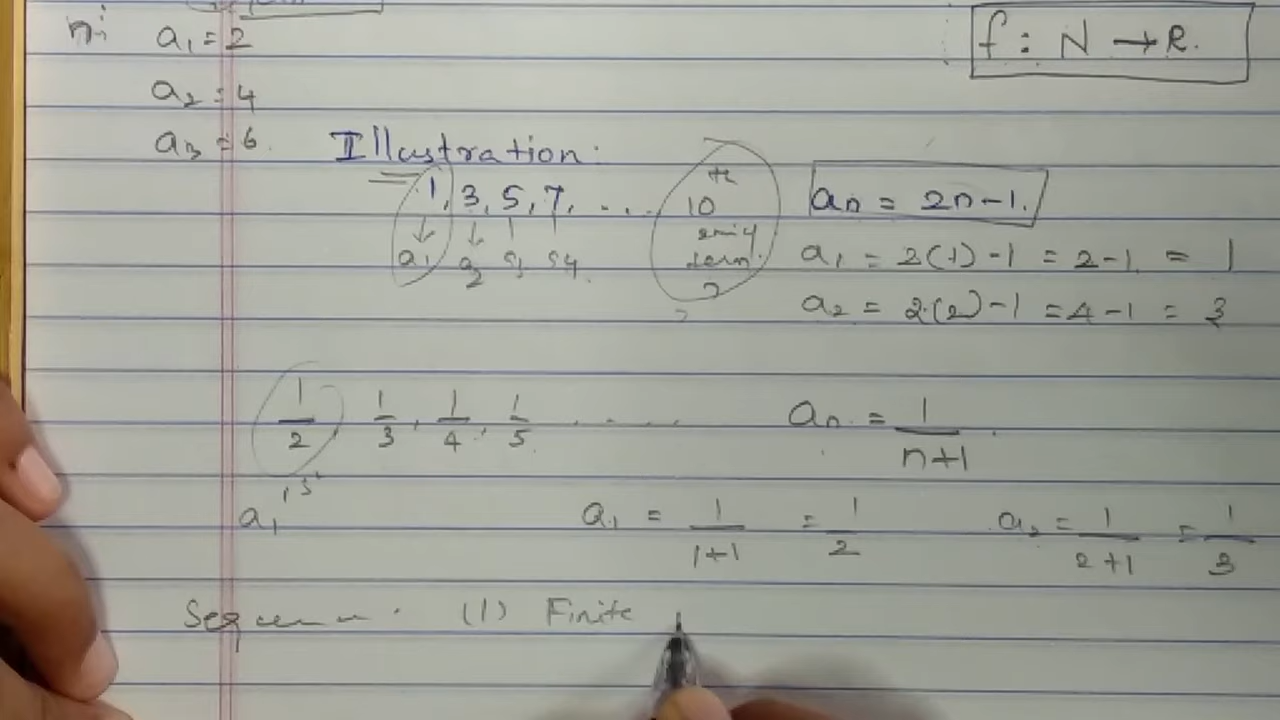 a₁ = 2
f : N → R.
a₂ = 4
a₃ = 6
Illustration.
1, 3, 5, 7, .... 10th
a₁ a₂ a₃ a₄ term ?
aₙ = 2n-1.
a₁ = 2(1)-1 = 2-1 = 1
a₂ = 2(2)-1 = 4-1 = 3
1/2, 1/3, 1/4, 1/5 ......
aₙ = 1/(n+1)
1st
a₁
a₁ = 1/(1+1) = 1/2
a₂ = 1/(2+1) = 1/3
(1) Finite